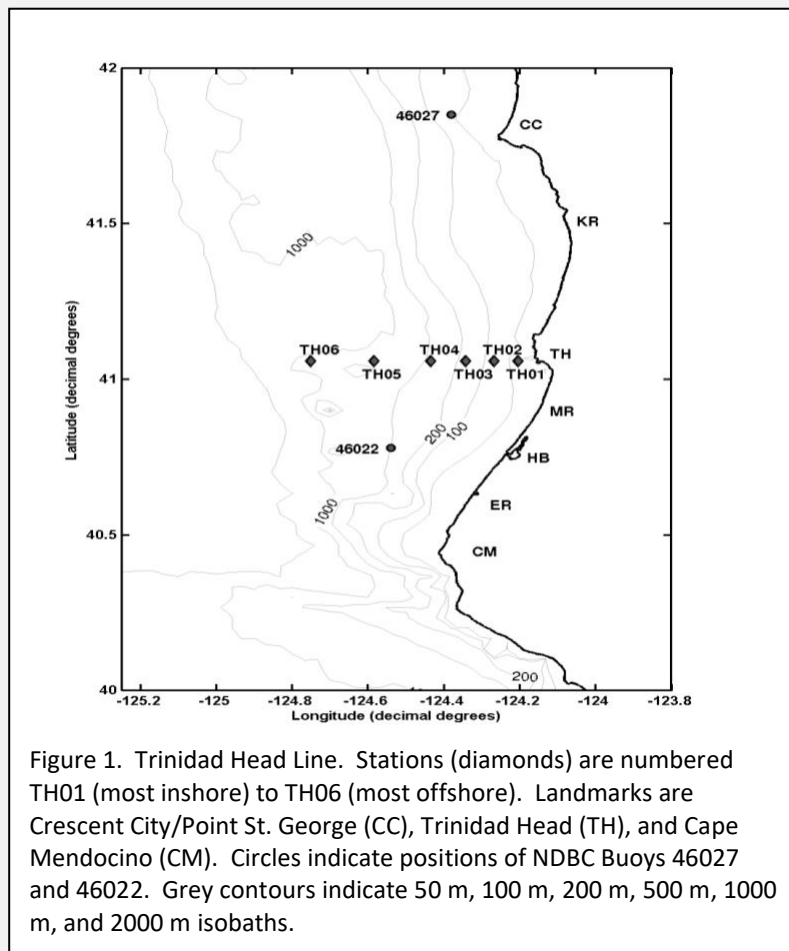 42
46027
CC
41.5
KR
1000
TH06
TH04
TH02
TH
41
TH05
TH03
TH01
MR
200
100
46022
HB
1000
ER
40.5
CM
200
40
-125.2
-125
-124.8
-124.6
-124.4
-124.2
-124
-123.8
Latitude (decimal degrees)
Longitude (decimal degrees)
Figure 1. Trinidad Head Line. Stations (diamonds) are numbered
TH01 (most inshore) to TH06 (most offshore). Landmarks are
Crescent City/Point St. George (CC), Trinidad Head (TH), and Cape
Mendocino (CM). Circles indicate positions of NDBC Buoys 46027
and 46022. Grey contours indicate 50 m, 100 m, 200 m, 500 m, 1000
m, and 2000 m isobaths.